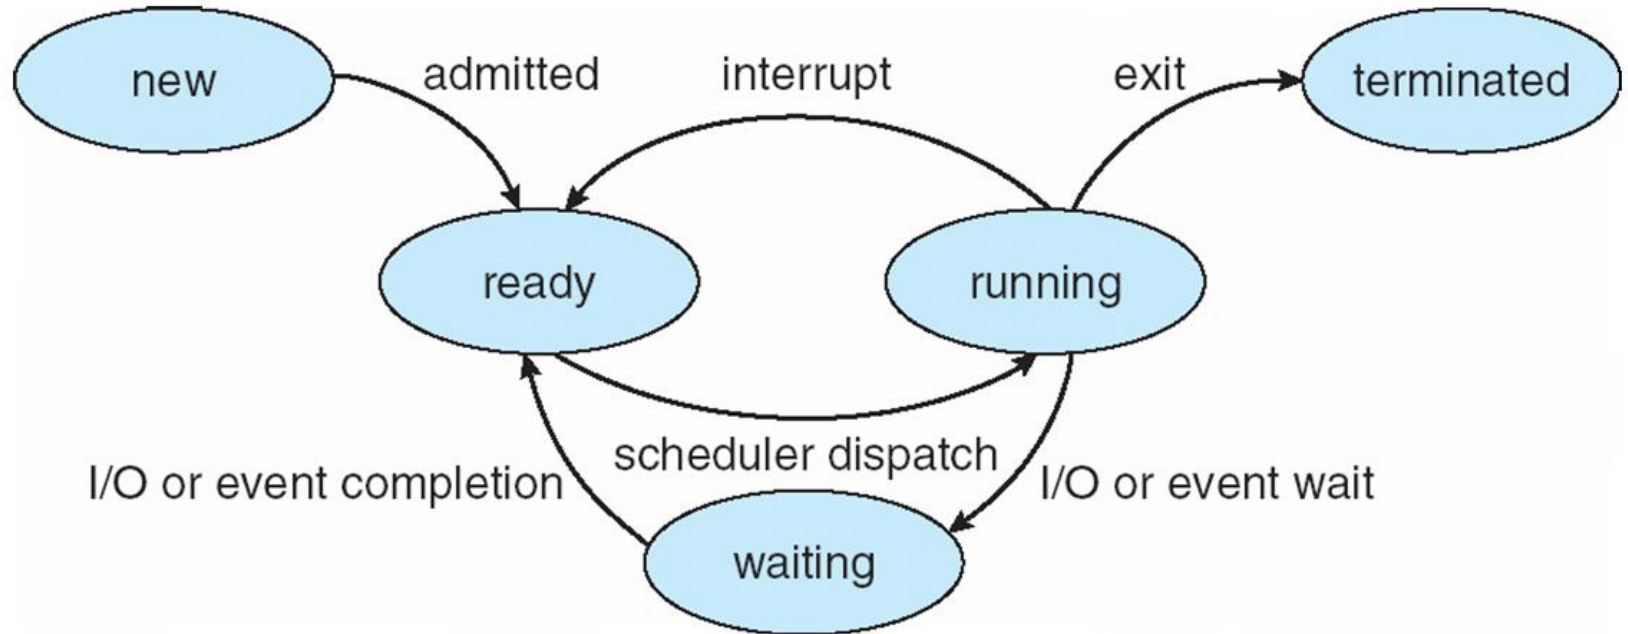 new
admitted
interrupt
exit
terminated
ready
running
scheduler dispatch
I/O or event completion
I/O or event wait
waiting